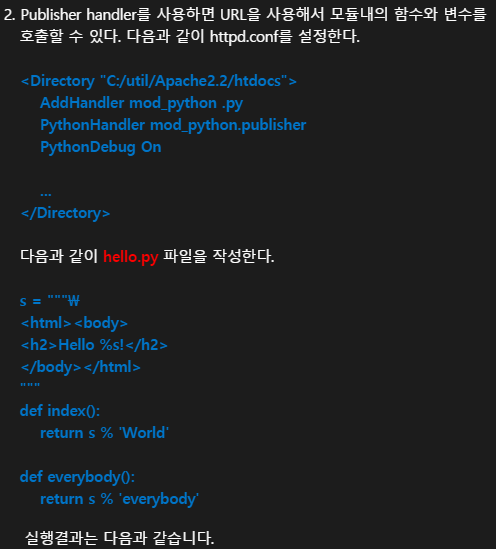 2. Publisher handler를 사용하면 URL을 사용해서 모듈내의 함수와 변수를
호출할 수 있다. 다음과 같이 httpd.conf를 설정한다.
<Directory "C:/util/Apache2.2/htdocs">
AddHandler mod_python .py
PythonHandler mod_python.publisher
PythonDebug On
...
</Directory>
다음과 같이 hello.py 파일을 작성한다.
s = """₩
<html><body>
<h2>Hello %s!</h2>
</body></html>
"""
def index():
return s % 'World'
def everybody():
return s % 'everybody'
실행결과는 다음과 같습니다.